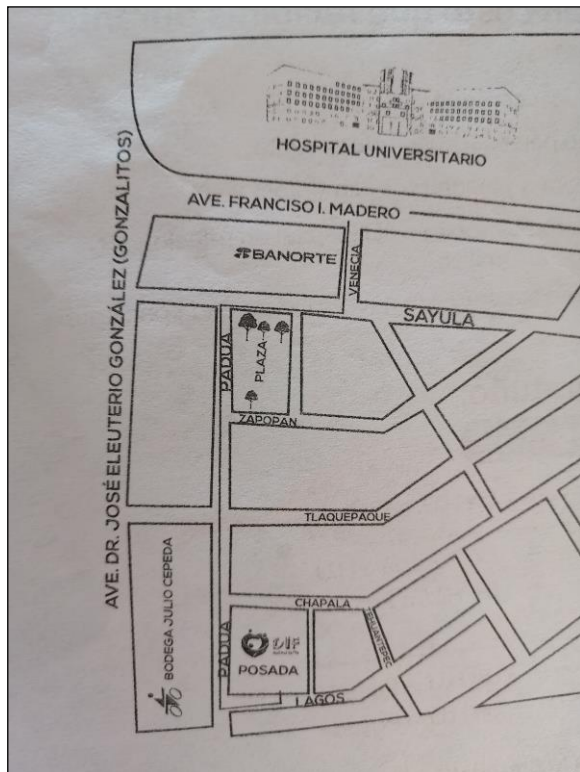 HOSPITAL UNIVERSITARIO
AVE. FRANCISO I. MADERO
AVE. DR. JOSÉ ELEUTERIO GONZÁLEZ (GONZALITOS)
BANORTE
VENECIA
SAYULA
PADUA
PLAZA
ZAPOPAN
TLAQUEPAQUE
BODEGA JULIO CEPEDA
CHAPALA
TEHUANTEPEC
PADUA
DIF
POSADA
LAGOS